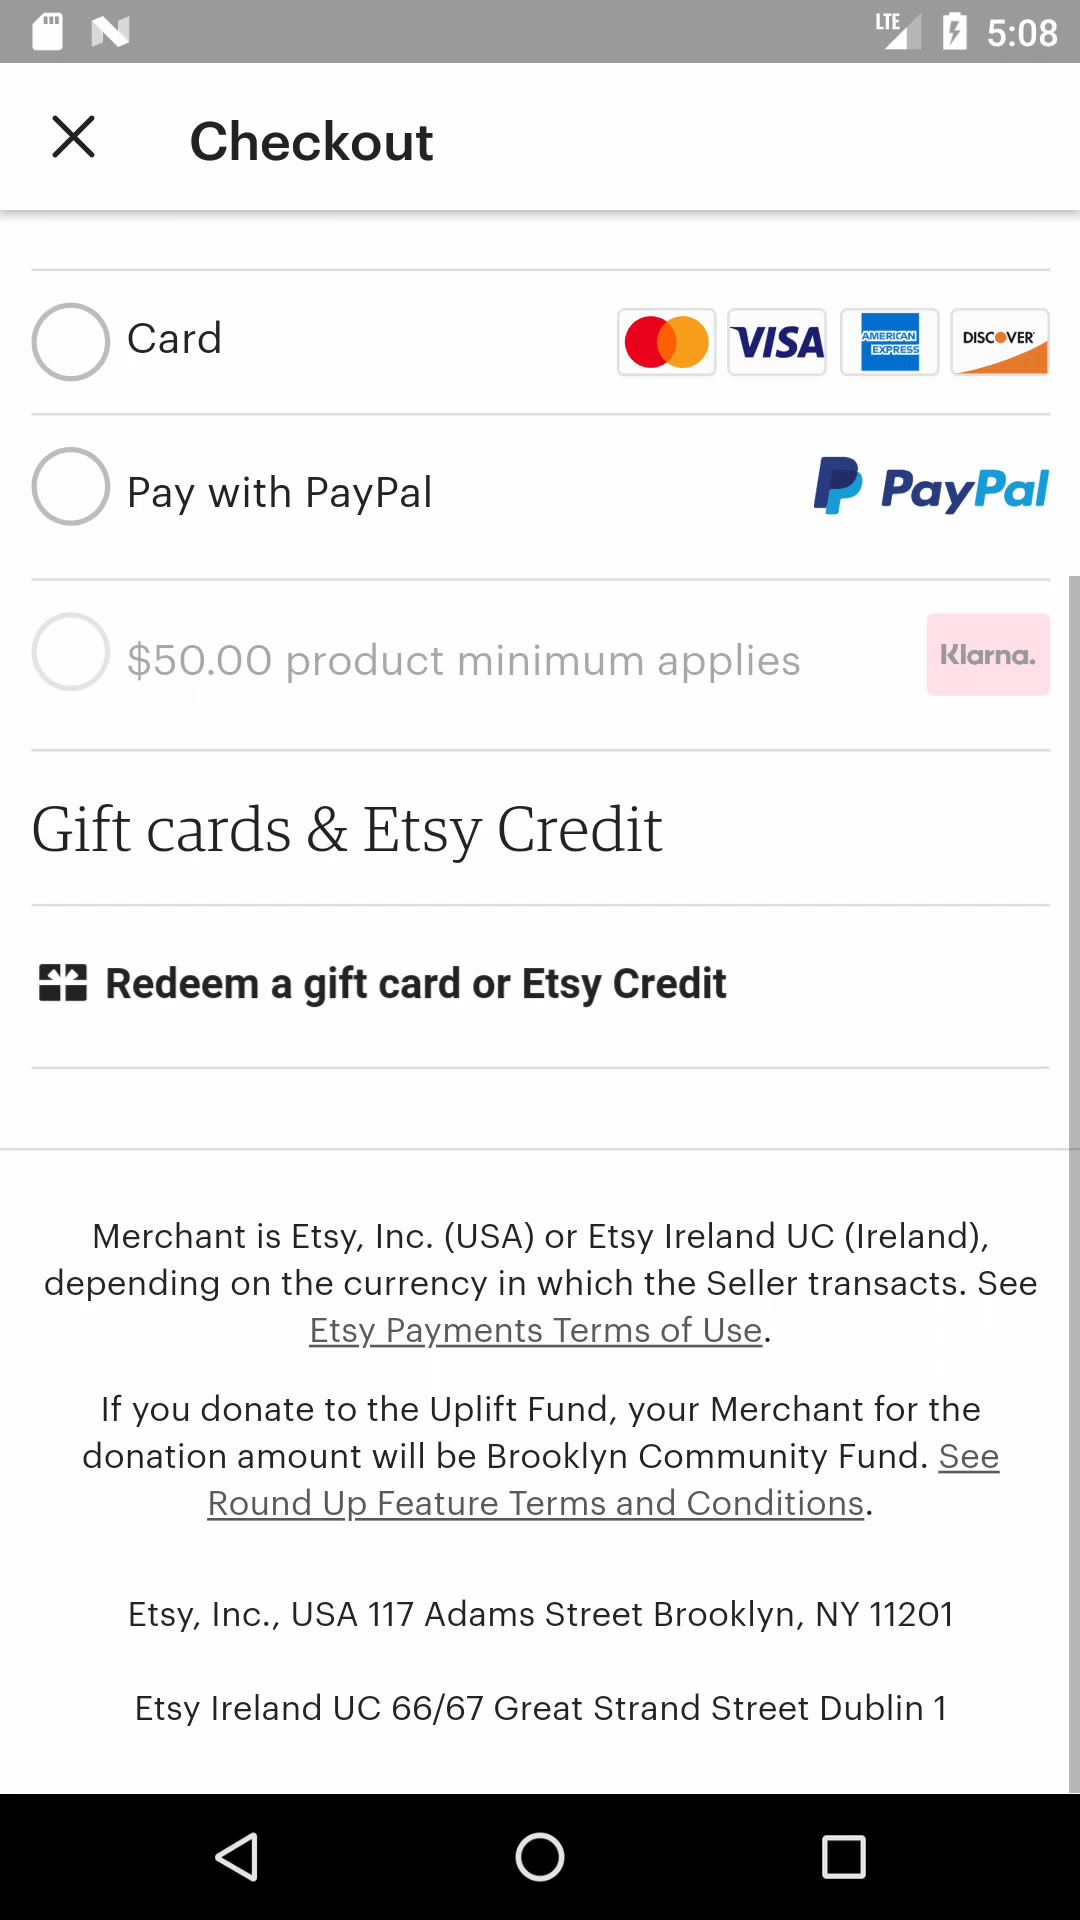 LTE 5:08
Checkout
Card VISA AMERICAN EXPRESS DISCOVER
Pay with PayPal PayPal
$50.00 product minimum applies Klarna.
Gift cards & Etsy Credit
Redeem a gift card or Etsy Credit
Merchant is Etsy, Inc. (USA) or Etsy Ireland UC (Ireland),
depending on the currency in which the Seller transacts. See
Etsy Payments Terms of Use.
If you donate to the Uplift Fund, your Merchant for the
donation amount will be Brooklyn Community Fund. See
Round Up Feature Terms and Conditions.
Etsy, Inc., USA 117 Adams Street Brooklyn, NY 11201
Etsy Ireland UC 66/67 Great Strand Street Dublin 1